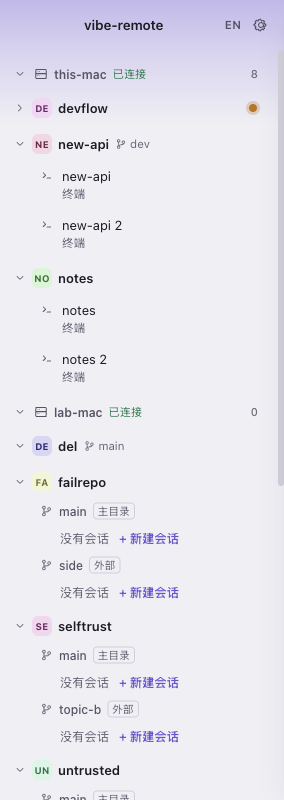 vibe-remote EN
this-mac 已连接 8
DE devflow
NE new-api dev
new-api
终端
new-api 2
终端
NO notes
notes
终端
notes 2
终端
lab-mac 已连接 0
DE del main
FA failrepo
main 主目录
没有会话 + 新建会话
side 外部
没有会话 + 新建会话
SE selftrust
main 主目录
没有会话 + 新建会话
topic-b 外部
没有会话 + 新建会话
UN untrusted
main 主目录